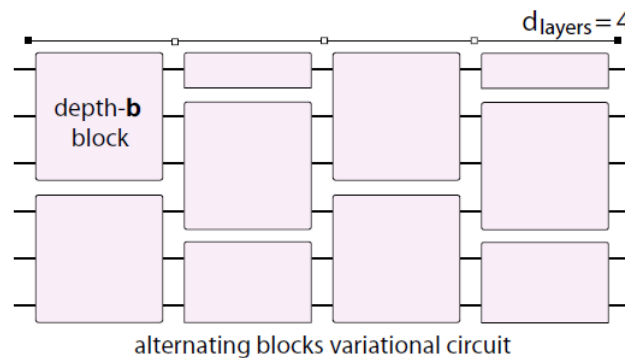 d_layers = 4
depth-b
block
alternating blocks variational circuit